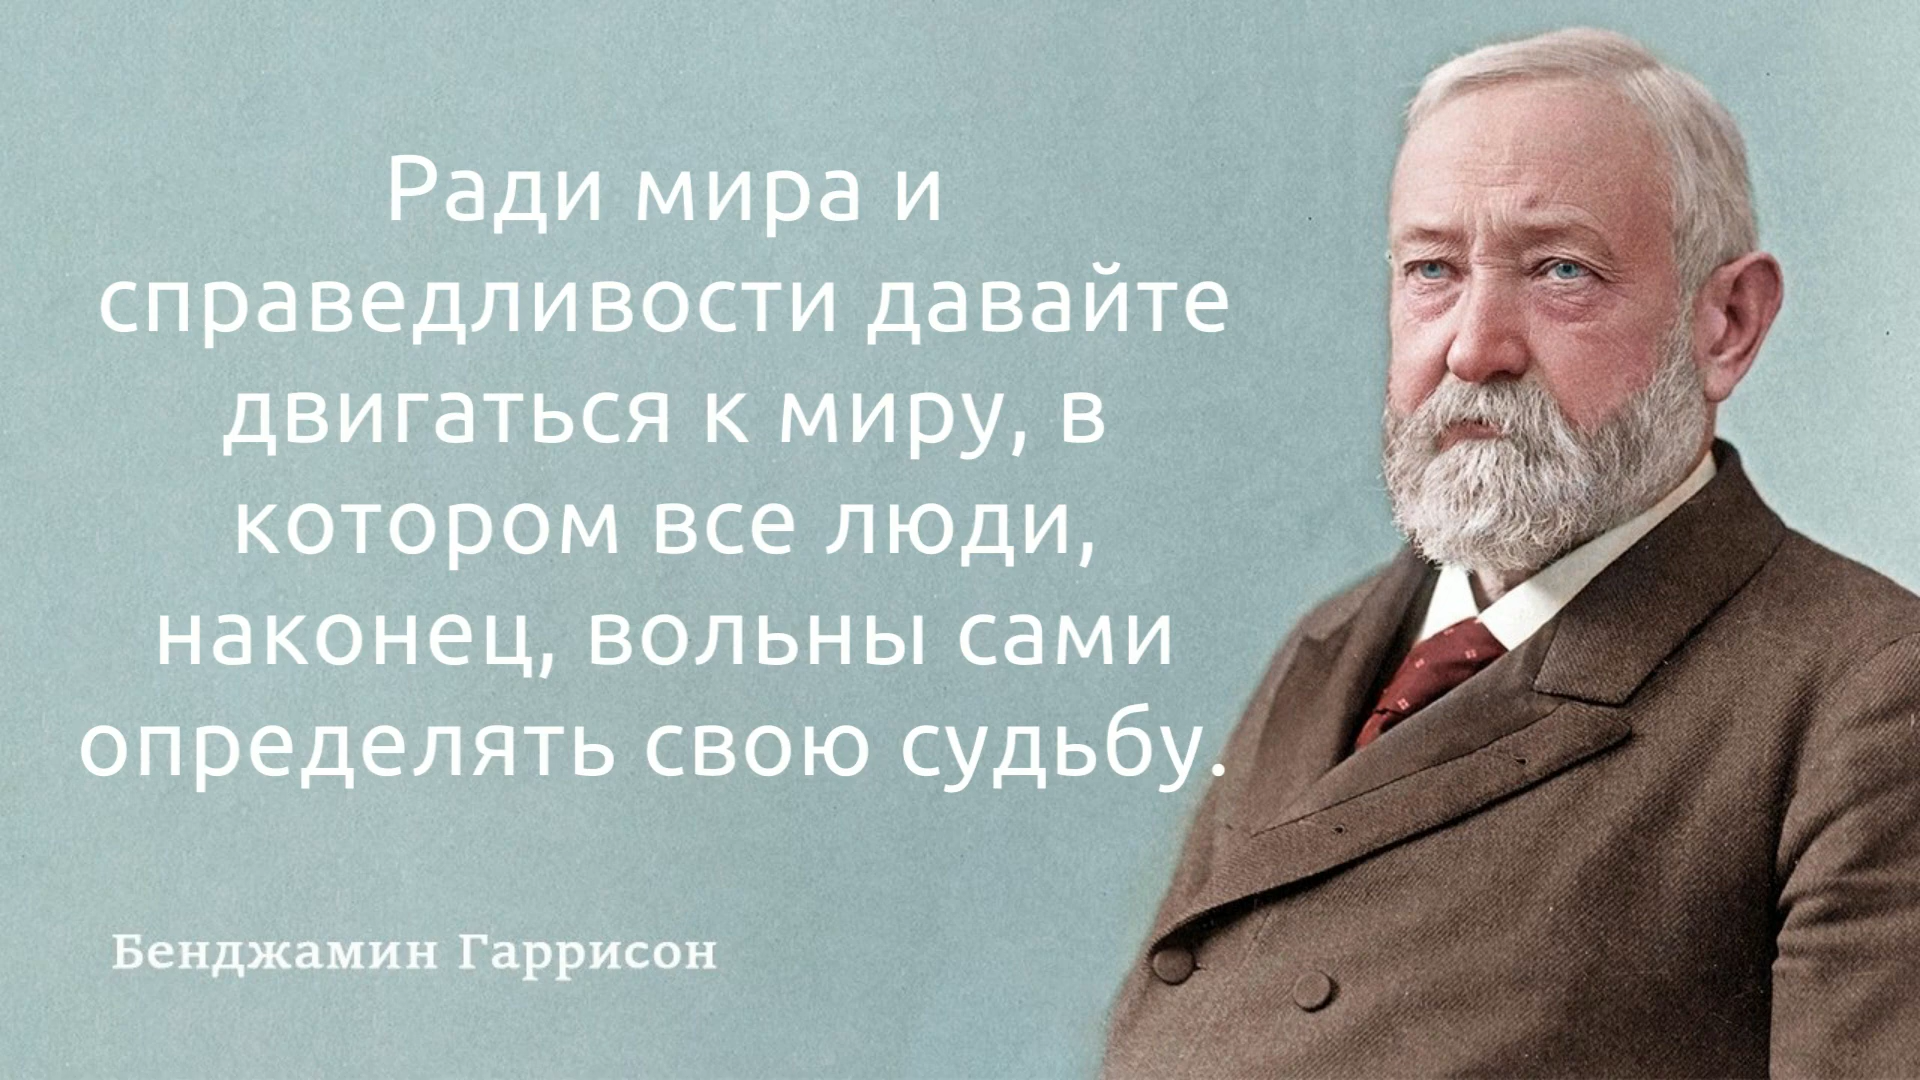 Ради мира и
справедливости давайте
двигаться к миру, в
котором все люди,
наконец, вольны сами
определять свою судьбу.
Бенджамин Гаррисон